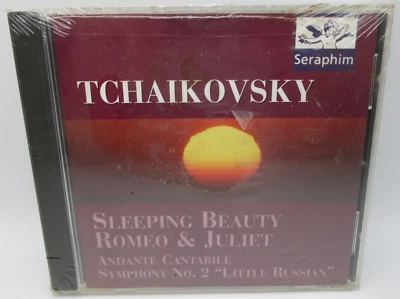 Seraphim
TCHAIKOVSKY
SLEEPING BEAUTY
ROMEO & JULIET
ANDANTE CANTABILE
SYMPHONY NO. 2 "LITTLE RUSSIAN"